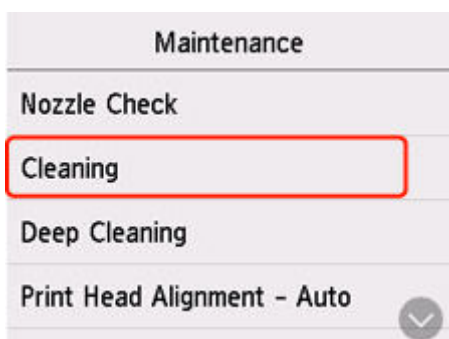 Maintenance
Nozzle Check
Cleaning
Deep Cleaning
Print Head Alignment - Auto